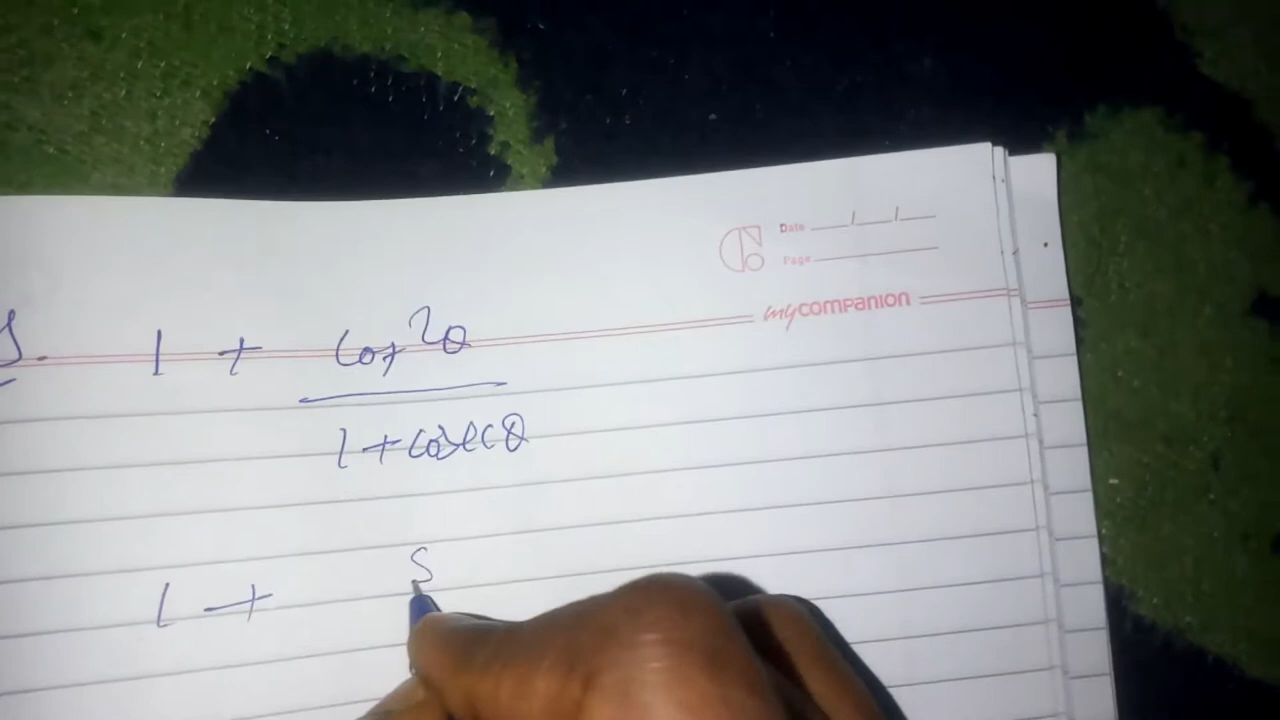 Date / /
Page
mycompanion
S. 1 + cot²θ
1 + cosecθ
1 + S